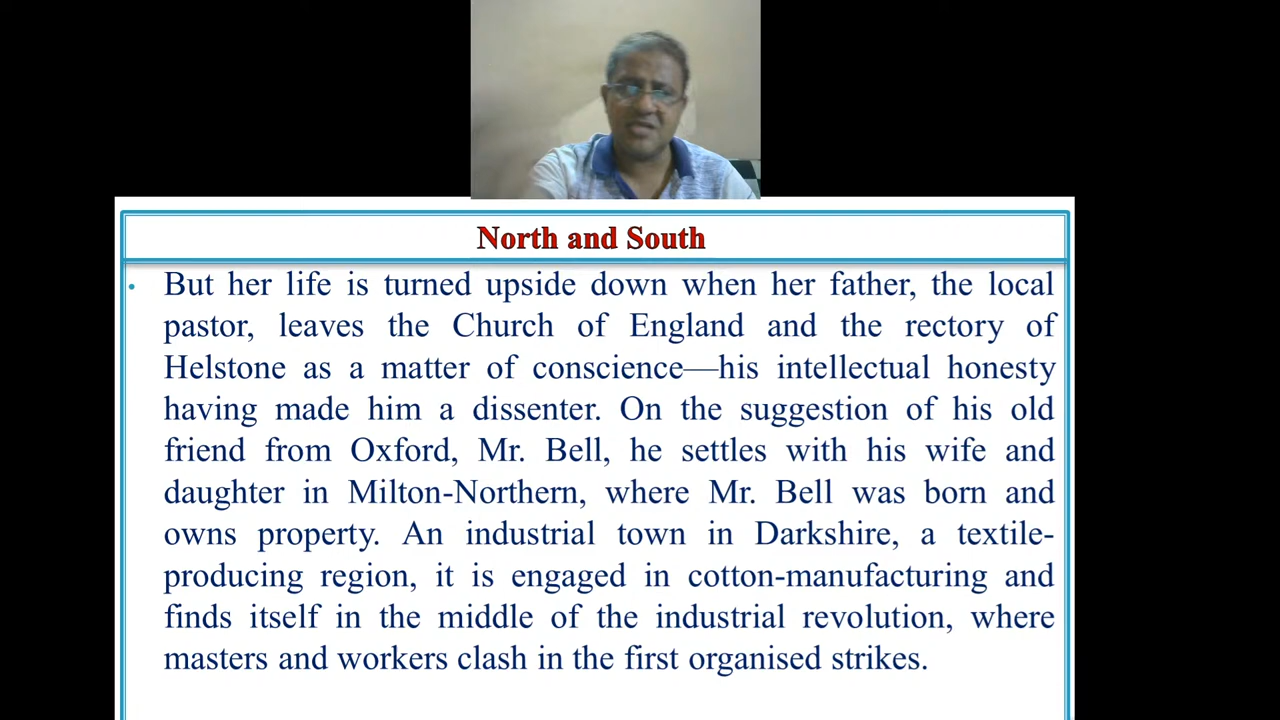 North and South
• But her life is turned upside down when her father, the local
pastor, leaves the Church of England and the rectory of
Helstone as a matter of conscience—his intellectual honesty
having made him a dissenter. On the suggestion of his old
friend from Oxford, Mr. Bell, he settles with his wife and
daughter in Milton-Northern, where Mr. Bell was born and
owns property. An industrial town in Darkshire, a textile-
producing region, it is engaged in cotton-manufacturing and
finds itself in the middle of the industrial revolution, where
masters and workers clash in the first organised strikes.